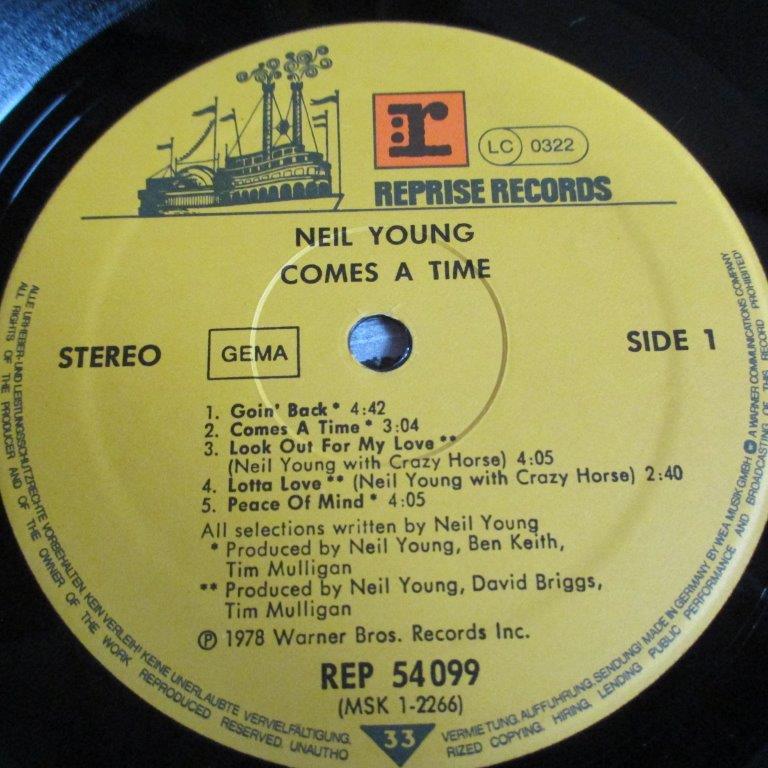 r
LC 0322
REPRISE RECORDS
NEIL YOUNG
COMES A TIME
STEREO
GEMA
SIDE 1
1. Goin' Back* 4:42
2. Comes A Time* 3:04
3. Look Out For My Love**
(Neil Young with Crazy Horse) 4:05
4. Lotta Love** (Neil Young with Crazy Horse) 2:40
5. Peace Of Mind* 4:05
All selections written by Neil Young
* Produced by Neil Young, Ben Keith,
Tim Mulligan
** Produced by Neil Young, David Briggs,
Tim Mulligan
℗ 1978 Warner Bros. Records Inc.
REP 54 099
(MSK 1-2266)
33
ALLE URHEBER- UND LEISTUNGSSCHUTZRECHTE VORBEHALTEN. KEIN VERLEIH! KEINE UNERLAUBTE VERVIELFÄLTIGUNG,
VERMIETUNG, AUFFÜHRUNG, SENDUNG! MADE IN GERMANY BY WEA MUSIK GMBH A WARNER COMMUNICATIONS COMPANY
ALL RIGHTS OF THE PRODUCER AND OF THE OWNER OF THE WORK REPRODUCED RESERVED. UNAUTHO
RIZED COPYING, HIRING, LENDING PUBLIC PERFORMANCE AND BROADCASTING OF THIS RECORD PROHIBITED!